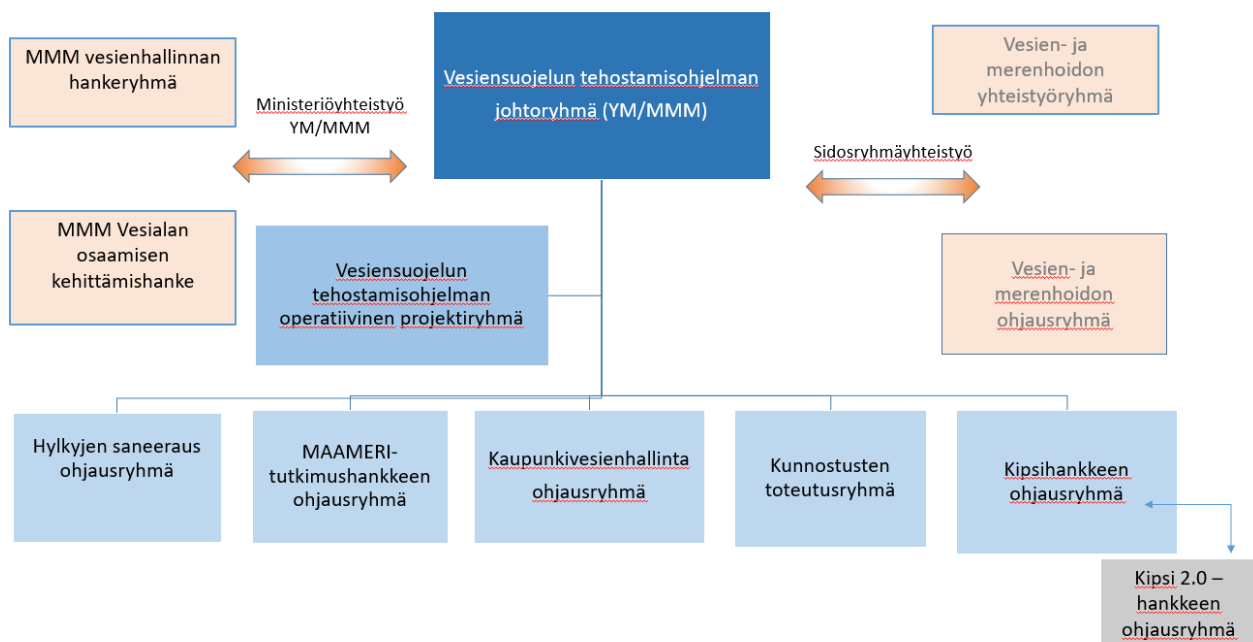 MMM vesienhallinnan
hankeryhmä
Ministeriöyhteistyö
YM/MMM
Vesiensuojelun tehostamisohjelman
johtoryhmä (YM/MMM)
Vesien- ja
merenhoidon
yhteistyöryhmä
Sidosryhmäyhteistyö
MMM Vesialan
osaamisen
kehittämishanke
Vesiensuojelun
tehostamisohjelman
operatiivinen projektiryhmä
Vesien- ja
merenhoidon
ohjausryhmä
Hylkyjen saneeraus
ohjausryhmä
MAAMERI-
tutkimushankkeen
ohjausryhmä
Kaupunkivesienhallinta
ohjausryhmä
Kunnostusten
toteutusryhmä
Kipsihankkeen
ohjausryhmä
Kipsi 2.0 –
hankkeen
ohjausryhmä